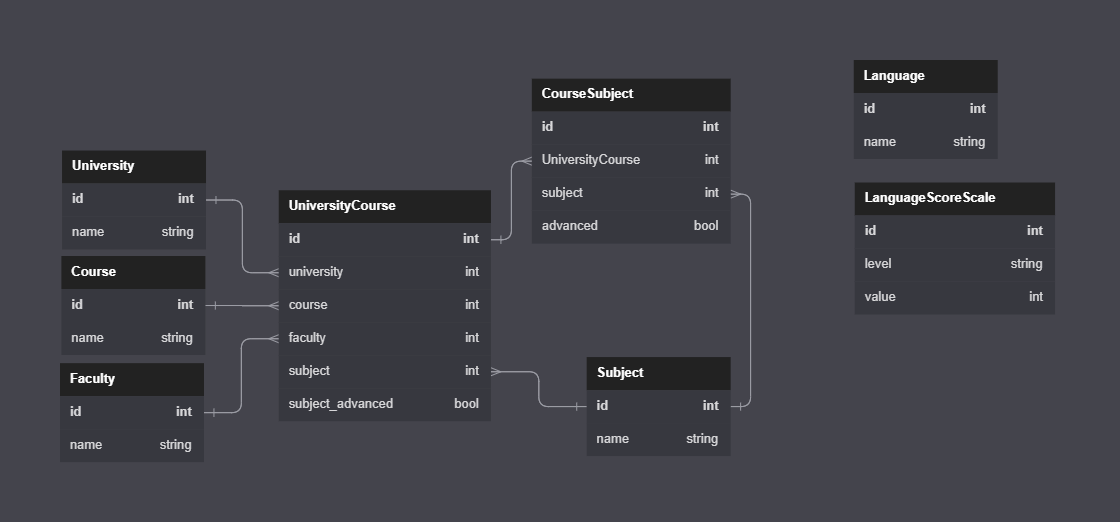 University
id int
name string
Course
id int
name string
Faculty
id int
name string
UniversityCourse
id int
university int
course int
faculty int
subject int
subject_advanced bool
CourseSubject
id int
UniversityCourse int
subject int
advanced bool
Subject
id int
name string
Language
id int
name string
LanguageScoreScale
id int
level string
value int